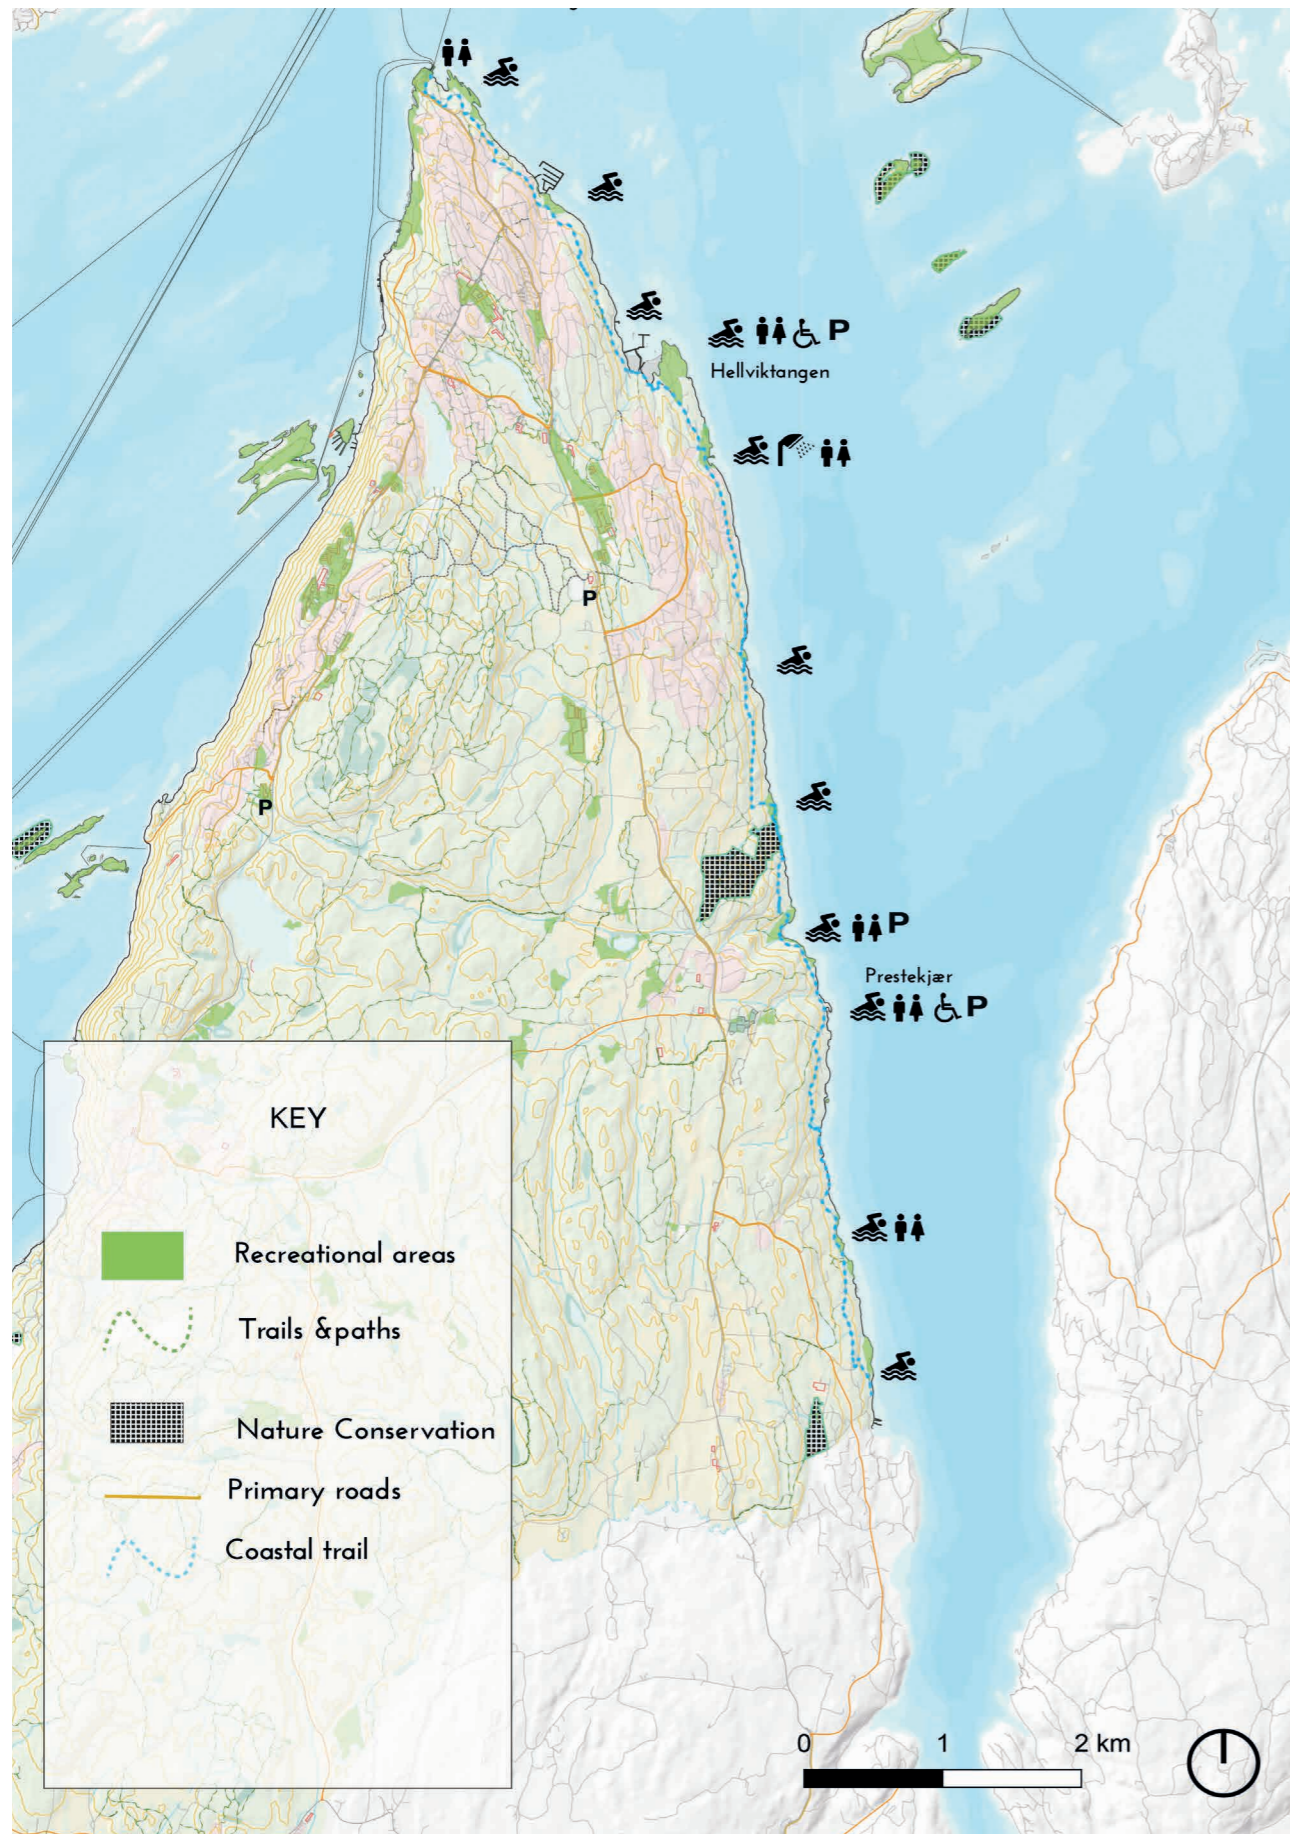 P
Hellviktangen
P
P
P
Prestekjær
P
KEY
Recreational areas
Trails &paths
Nature Conservation
Primary roads
Coastal trail
0 1 2 km